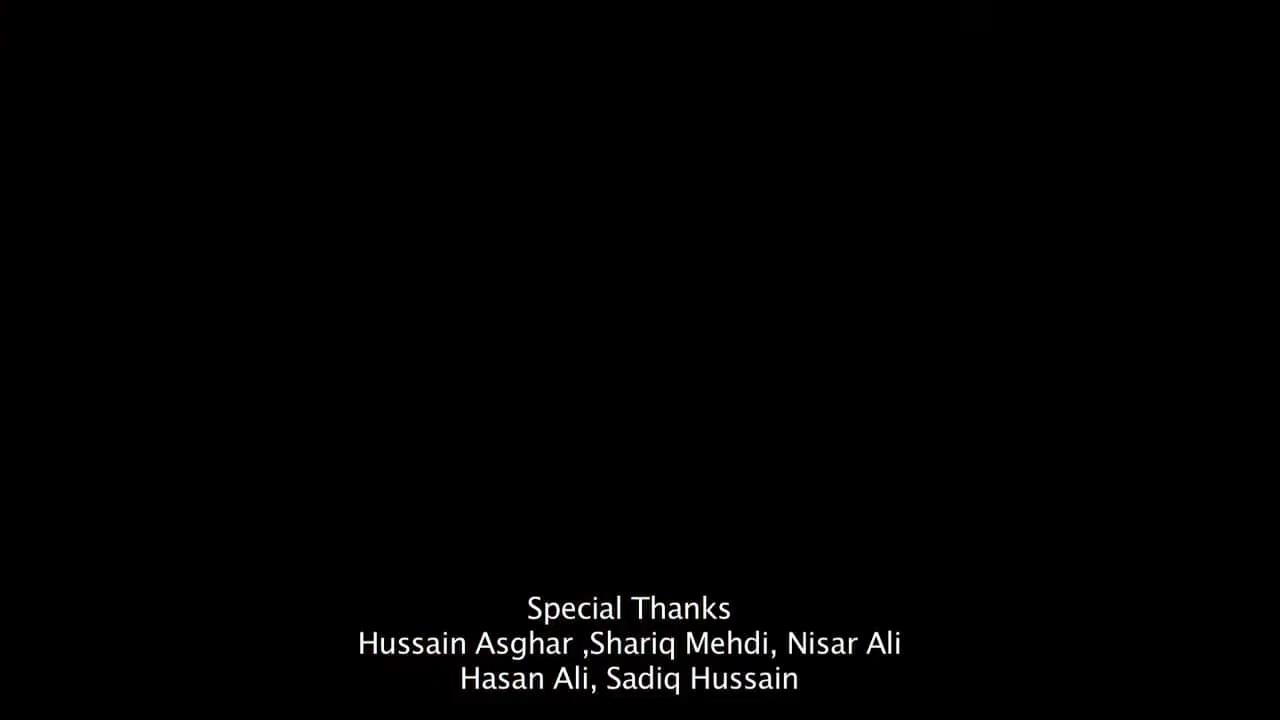 Special Thanks
Hussain Asghar ,Shariq Mehdi, Nisar Ali
Hasan Ali, Sadiq Hussain